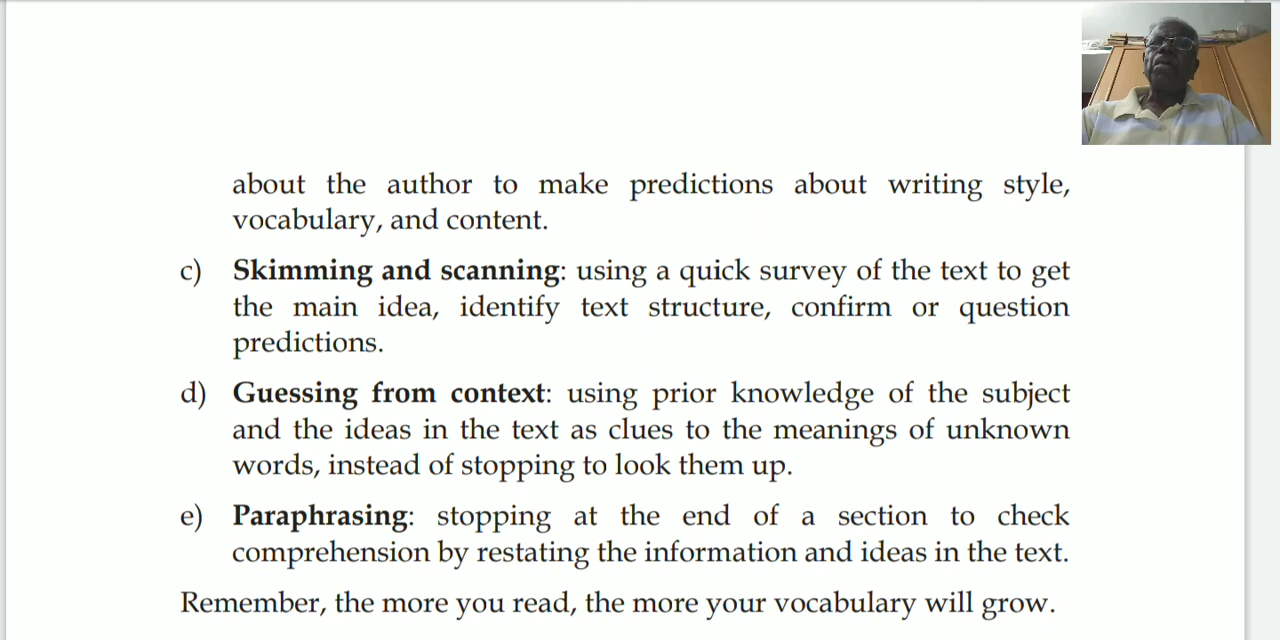 about the author to make predictions about writing style,
vocabulary, and content.
c) Skimming and scanning: using a quick survey of the text to get
the main idea, identify text structure, confirm or question
predictions.
d) Guessing from context: using prior knowledge of the subject
and the ideas in the text as clues to the meanings of unknown
words, instead of stopping to look them up.
e) Paraphrasing: stopping at the end of a section to check
comprehension by restating the information and ideas in the text.
Remember, the more you read, the more your vocabulary will grow.